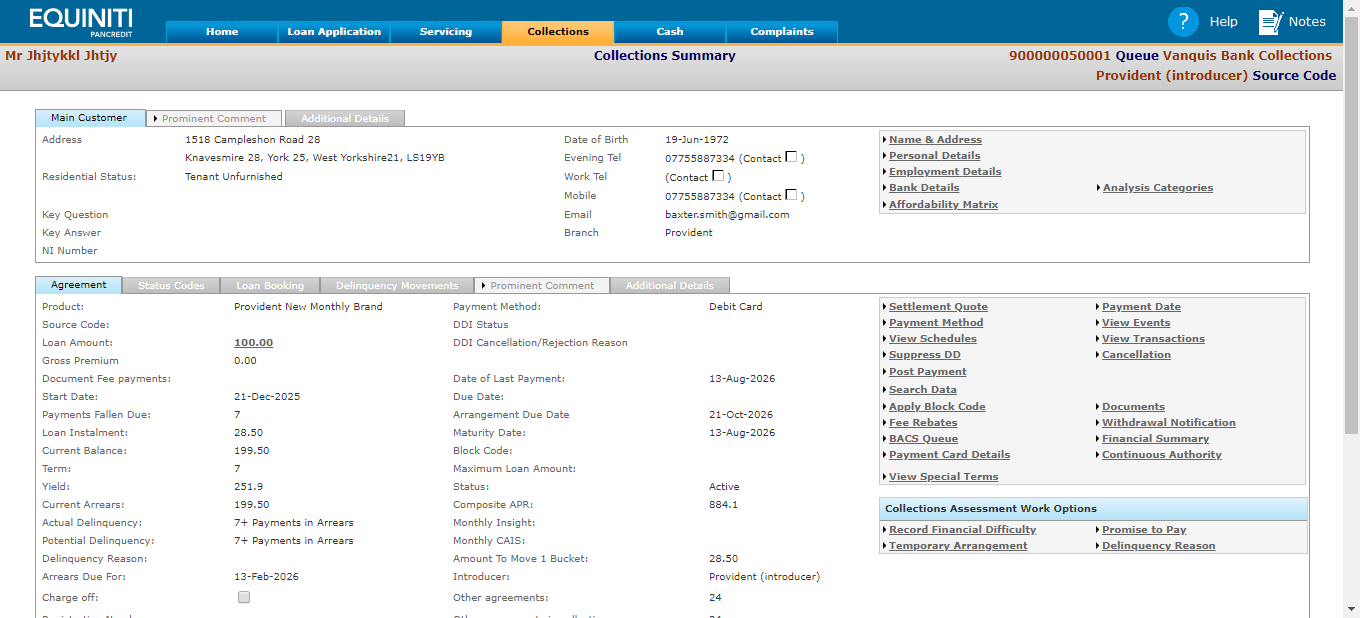 EQUINITI
PANCREDIT
Home Loan Application Servicing Collections Cash Complaints
? Help Notes
Mr Jhjtykkl Jhtjy Collections Summary 900000050001 Queue Vanquis Bank Collections
Provident (introducer) Source Code
Main Customer Prominent Comment Additional Details
Address 1518 Campleshon Road 28 Date of Birth 19-Jun-1972 Name & Address
Knavesmire 28, York 25, West Yorkshire21, LS19YB Evening Tel 07755887334 (Contact ) Personal Details
Residential Status: Tenant Unfurnished Work Tel (Contact ) Employment Details
Mobile 07755887334 (Contact ) Bank Details Analysis Categories
Key Question Email baxter.smith@gmail.com Affordability Matrix
Key Answer Branch Provident
NI Number
Agreement Status Codes Loan Booking Delinquency Movements Prominent Comment Additional Details
Product: Provident New Monthly Brand Payment Method: Debit Card Settlement Quote Payment Date
Source Code: DDI Status Payment Method View Events
Loan Amount: 100.00 DDI Cancellation/Rejection Reason View Schedules View Transactions
Gross Premium 0.00 Suppress DD Cancellation
Document Fee payments: Date of Last Payment: 13-Aug-2026 Post Payment
Start Date: 21-Dec-2025 Due Date: Search Data
Payments Fallen Due: 7 Arrangement Due Date 21-Oct-2026 Apply Block Code Documents
Loan Instalment: 28.50 Maturity Date: 13-Aug-2026 Fee Rebates Withdrawal Notification
Current Balance: 199.50 Block Code: BACS Queue Financial Summary
Term: 7 Maximum Loan Amount: Payment Card Details Continuous Authority
Yield: 251.9 Status: Active View Special Terms
Current Arrears: 199.50 Composite APR: 884.1 Collections Assessment Work Options
Actual Delinquency: 7+ Payments in Arrears Monthly Insight: Record Financial Difficulty Promise to Pay
Potential Delinquency: 7+ Payments in Arrears Monthly CAIS: Temporary Arrangement Delinquency Reason
Delinquency Reason: Amount To Move 1 Bucket: 28.50
Arrears Due For: 13-Feb-2026 Introducer: Provident (introducer)
Charge off: Other agreements: 24